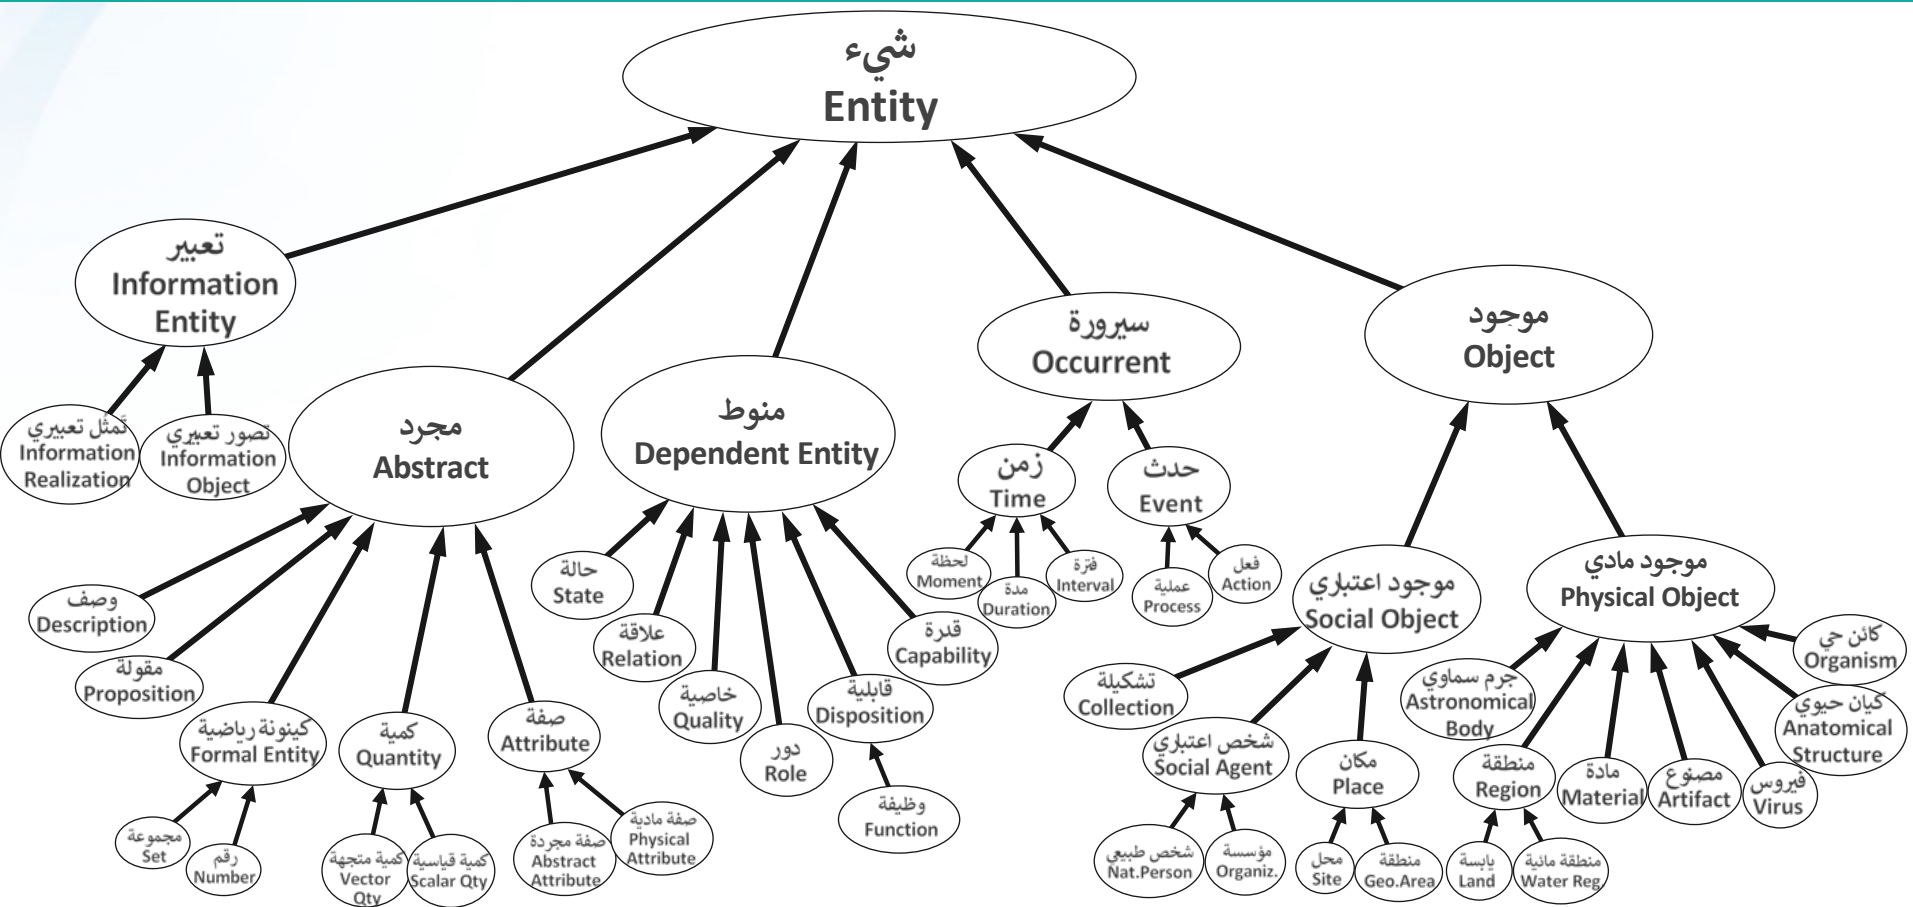 شيء
Entity
تعبير
Information
Entity
تَمثُل تعبيري
Information
Realization
تصور تعبيري
Information
Object
مجرد
Abstract
وصف
Description
مقولة
Proposition
كينونة رياضية
Formal Entity
مجموعة
Set
رقم
Number
كمية
Quantity
كمية متجهة
Vector
Qty
كمية قياسية
Scalar Qty
صفة
Attribute
صفة مجردة
Abstract
Attribute
صفة مادية
Physical
Attribute
منوط
Dependent Entity
حالة
State
علاقة
Relation
خاصية
Quality
دور
Role
قابلية
Disposition
وظيفة
Function
قدرة
Capability
سيرورة
Occurrent
زمن
Time
لحظة
Moment
مدة
Duration
فترة
Interval
حدث
Event
عملية
Process
فعل
Action
موجود
Object
موجود اعتباري
Social Object
تشكيلة
Collection
شخص اعتباري
Social Agent
شخص طبيعي
Nat.Person
مؤسسة
Organiz.
مكان
Place
محل
Site
منطقة
Geo.Area
موجود مادي
Physical Object
جرم سماوي
Astronomical
Body
منطقة
Region
يابسة
Land
منطقة مائية
Water Reg.
مادة
Material
مصنوع
Artifact
فيروس
Virus
كيان حيوي
Anatomical
Structure
كائن حي
Organism